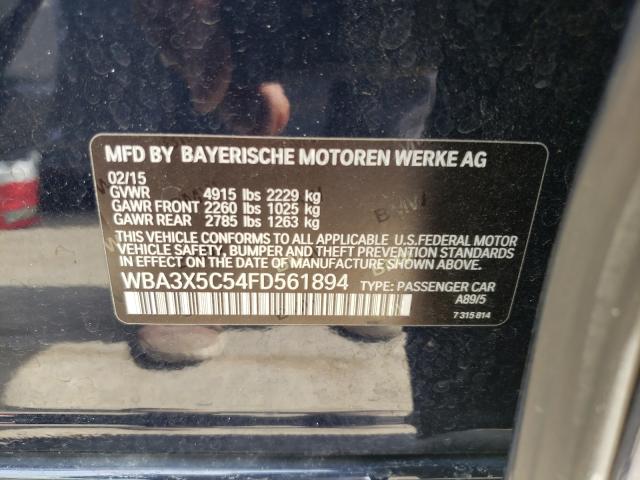 MFD BY BAYERISCHE MOTOREN WERKE AG
02/15
GVWR 4915 lbs 2229 kg
GAWR FRONT 2260 lbs 1025 kg
GAWR REAR 2785 lbs 1263 kg
THIS VEHICLE CONFORMS TO ALL APPLICABLE U.S.FEDERAL MOTOR
VEHICLE SAFETY, BUMPER AND THEFT PREVENTION STANDARDS
IN EFFECT ON THE DATE OF MANUFACTURE SHOWN ABOVE.
WBA3X5C54FD561894 TYPE: PASSENGER CAR
A89/5
7 315 814